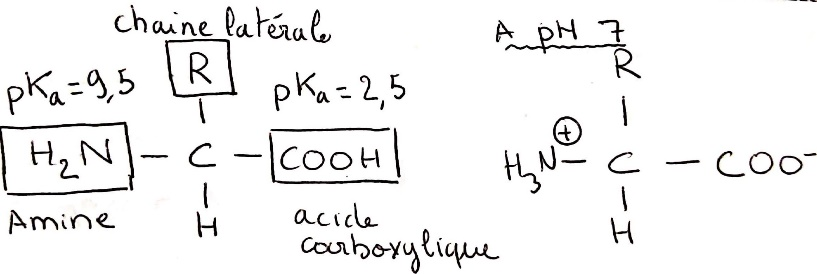 chaine latérale
R
pKa=9,5
pKa=2,5
H2N – C – COOH
H
Amine
acide
carboxylique
A pH 7
R
H3N⊕ – C – COO-
H